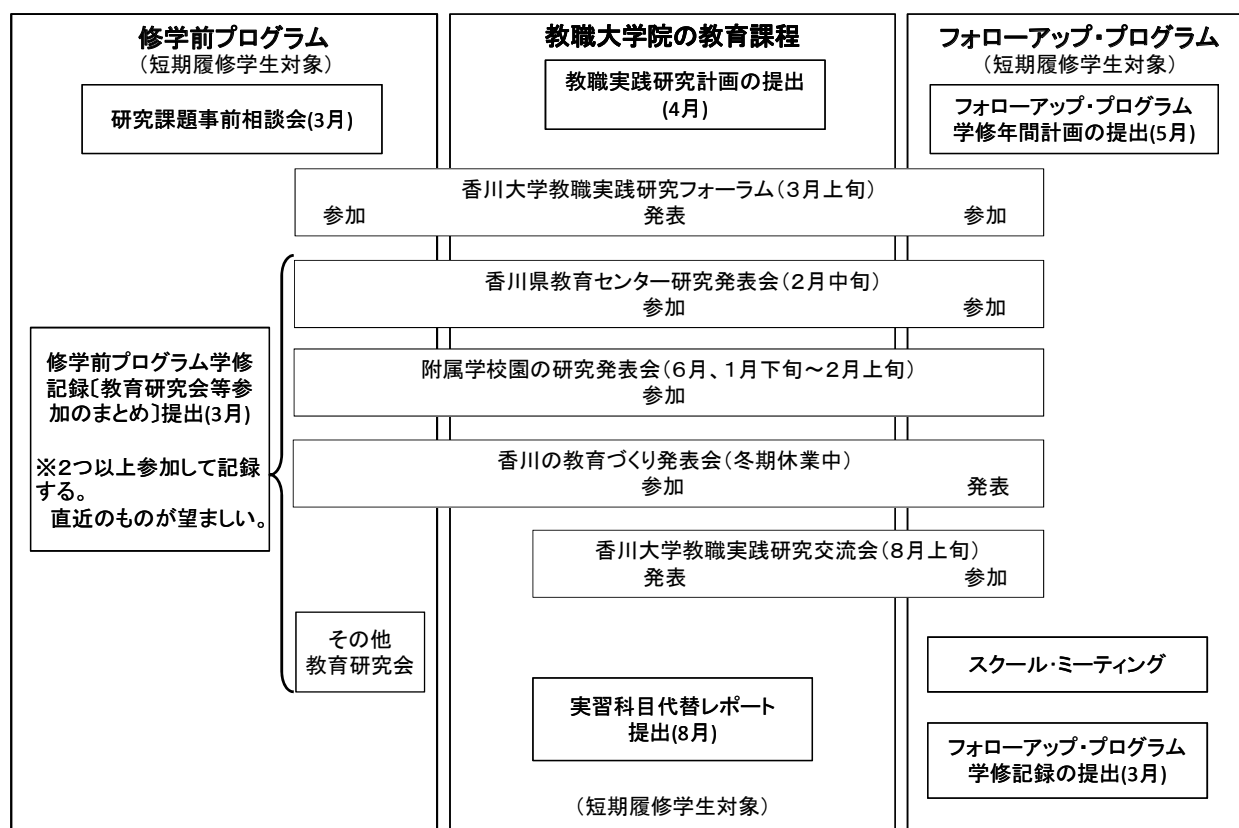 修学前プログラム
(短期履修学生対象)
研究課題事前相談会(3月)
教職大学院の教育課程
教職実践研究計画の提出
(4月)
フォローアップ・プログラム
(短期履修学生対象)
フォローアップ・プログラム
学修年間計画の提出(5月)
香川大学教職実践研究フォーラム(3月上旬)
参加 発表 参加
香川県教育センター研究発表会(2月中旬)
参加 参加
附属学校園の研究発表会(6月、1月下旬～2月上旬)
参加
香川の教育づくり発表会(冬期休業中)
参加 発表
香川大学教職実践研究交流会(8月上旬)
発表 参加
修学前プログラム学修
記録〔教育研究会等参
加のまとめ〕提出(3月)
※2つ以上参加して記録
する。
直近のものが望ましい。
その他
教育研究会
実習科目代替レポート
提出(8月)
(短期履修学生対象)
スクール・ミーティング
フォローアップ・プログラム
学修記録の提出(3月)